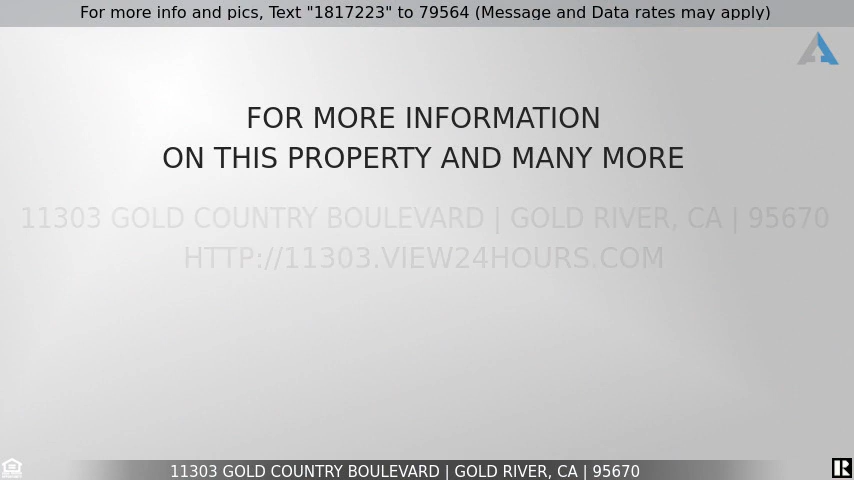 For more info and pics, Text "1817223" to 79564 (Message and Data rates may apply)
FOR MORE INFORMATION
ON THIS PROPERTY AND MANY MORE
11303 GOLD COUNTRY BOULEVARD | GOLD RIVER, CA | 95670
HTTP://11303.VIEW24HOURS.COM
11303 GOLD COUNTRY BOULEVARD | GOLD RIVER, CA | 95670